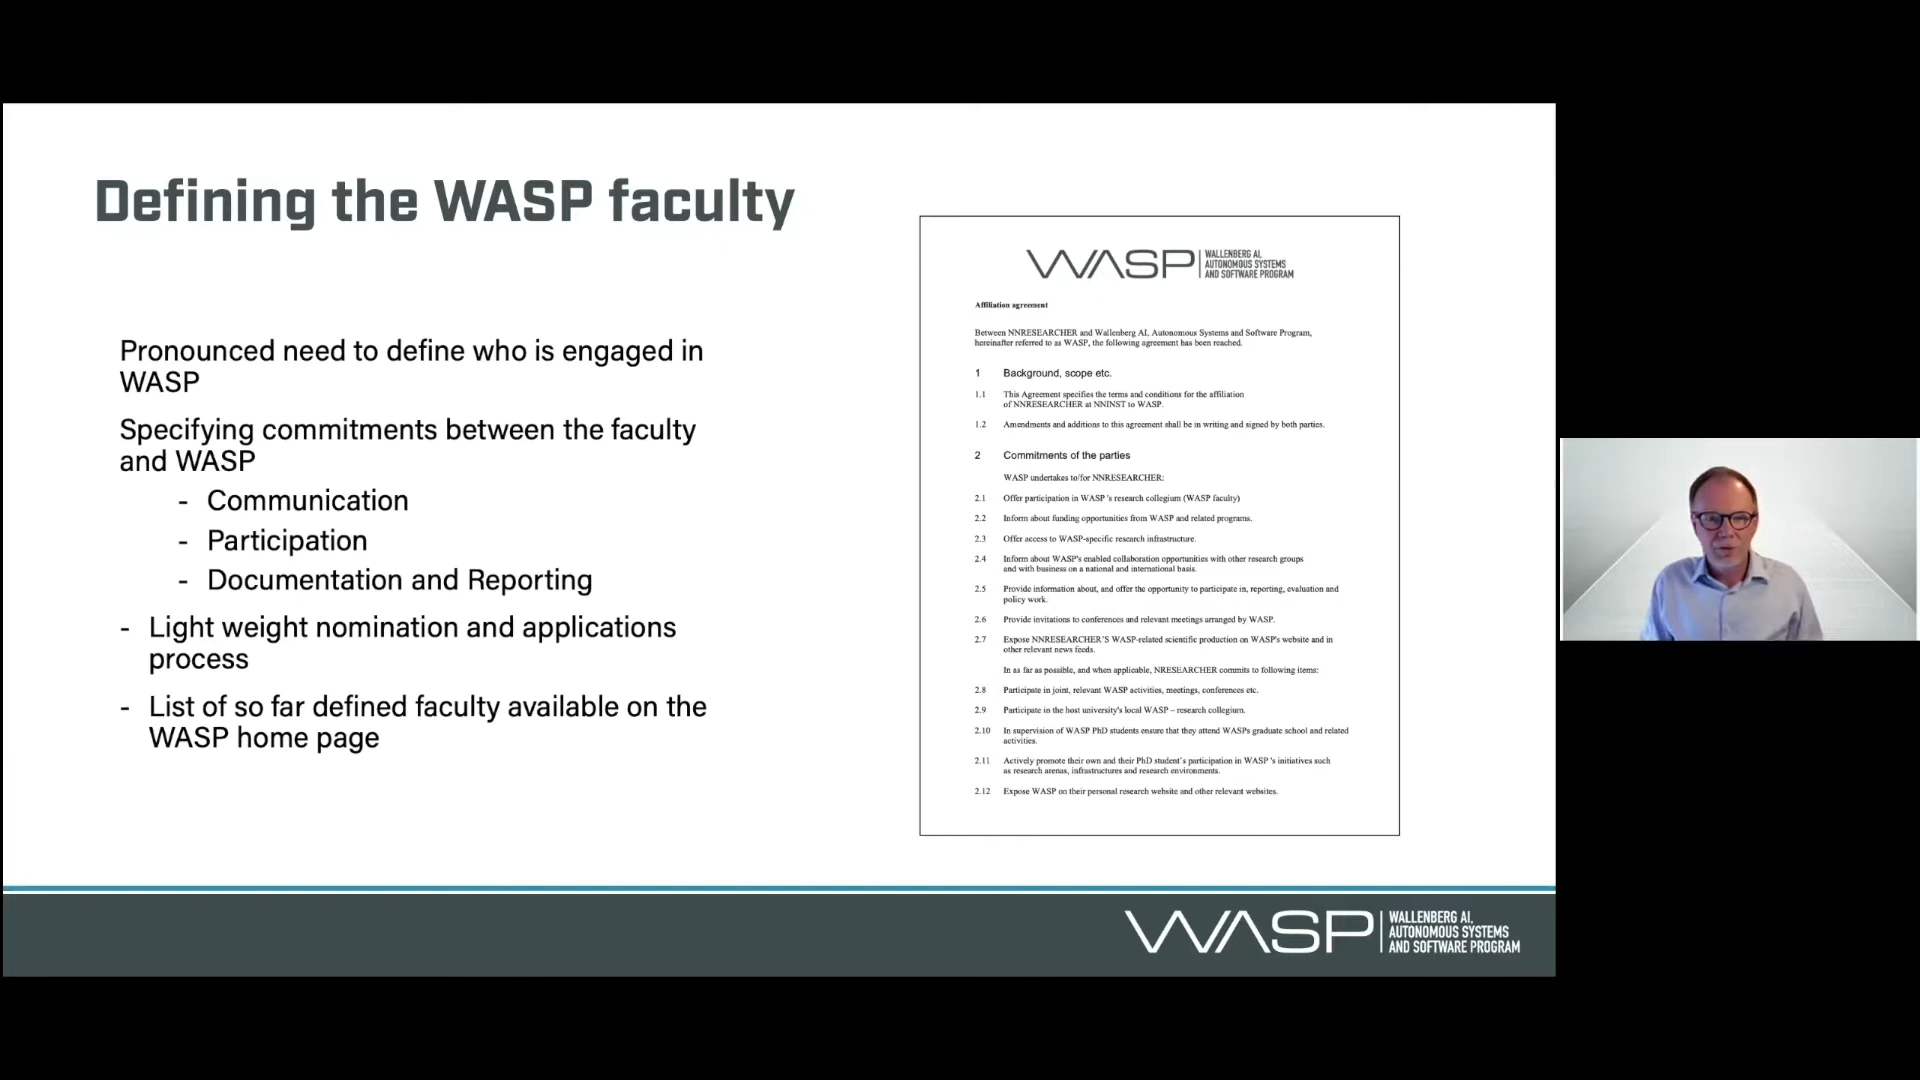 Defining the WASP faculty
Pronounced need to define who is engaged in
WASP
Specifying commitments between the faculty
and WASP
- Communication
- Participation
- Documentation and Reporting
- Light weight nomination and applications
process
- List of so far defined faculty available on the
WASP home page
WASP WALLENBERG AI,
AUTONOMOUS SYSTEMS
AND SOFTWARE PROGRAM
Affiliation agreement
Between NNRESEARCHER and Wallenberg AI, Autonomous Systems and Software Program,
hereinafter referred to as WASP, the following agreement has been reached.
1 Background, scope etc.
1.1 This Agreement specifies the terms and conditions for the affiliation
of NNRESEARCHER at NNINST to WASP.
1.2 Amendments and additions to this agreement shall be in writing and signed by both parties.
2 Commitments of the parties
WASP undertakes to/for NNRESEARCHER:
2.1 Offer participation in WASP 's research collegium (WASP faculty)
2.2 Inform about funding opportunities from WASP and related programs.
2.3 Offer access to WASP-specific research infrastructure.
2.4 Inform about WASP's enabled collaboration opportunities with other research groups
and with business on a national and international basis.
2.5 Provide information about, and offer the opportunity to participate in, reporting, evaluation and
policy work.
2.6 Provide invitations to conferences and relevant meetings arranged by WASP.
2.7 Expose NNRESEARCHER'S WASP-related scientific production on WASP's website and in
other relevant news feeds.
In as far as possible, and when applicable, NRESEARCHER commits to following items:
2.8 Participate in joint, relevant WASP activities, meetings, conferences etc.
2.9 Participate in the host university's local WASP – research collegium.
2.10 In supervision of WASP PhD students ensure that they attend WASPs graduate school and related
activities.
2.11 Actively promote their own and their PhD student's participation in WASP 's initiatives such
as research arenas, infrastructures and research environments.
2.12 Expose WASP on their personal research website and other relevant websites.
WASP WALLENBERG AI,
AUTONOMOUS SYSTEMS
AND SOFTWARE PROGRAM